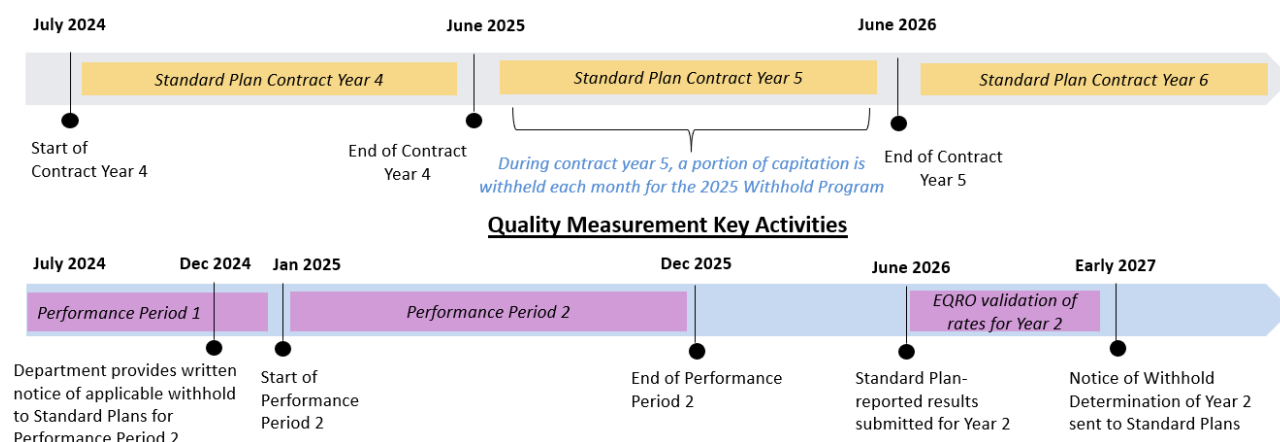 July 2024
June 2025
June 2026
Standard Plan Contract Year 4
Standard Plan Contract Year 5
Standard Plan Contract Year 6
Start of
Contract Year 4
End of Contract
Year 4
During contract year 5, a portion of capitation is
withheld each month for the 2025 Withhold Program
End of Contract
Year 5
Quality Measurement Key Activities
July 2024
Dec 2024
Jan 2025
Dec 2025
June 2026
Early 2027
Performance Period 1
Performance Period 2
EQRO validation of
rates for Year 2
Department provides written
notice of applicable withhold
to Standard Plans for
Performance Period 2
Start of
Performance
Period 2
End of Performance
Period 2
Standard Plan-
reported results
submitted for Year 2
Notice of Withhold
Determination of Year 2
sent to Standard Plans